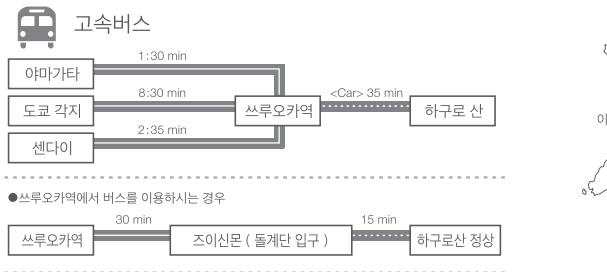 고속버스
1:30 min
야마가타
8:30 min
<Car> 35 min
도쿄 각지
쓰루오카역
하구로 산
2:35 min
센다이
●쓰루오카역에서 버스를 이용하시는 경우
30 min
15 min
쓰루오카역
즈이신몬 ( 돌계단 입구 )
하구로산 정상